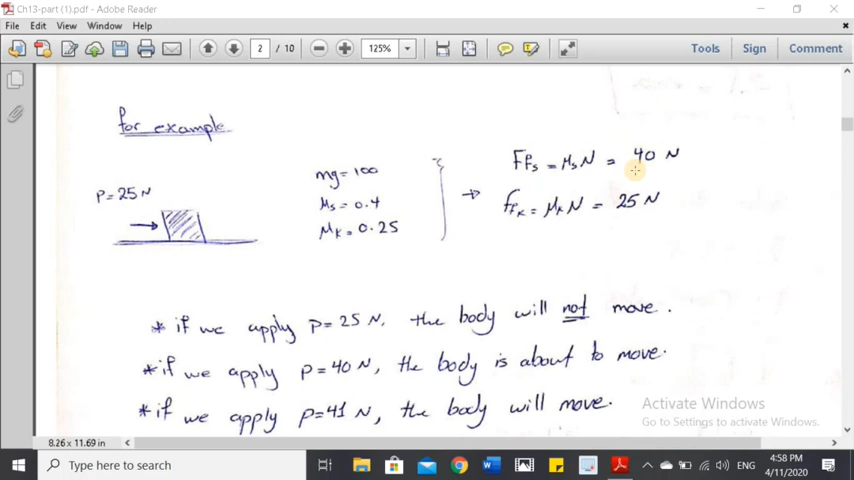 Ch13-part (1).pdf - Adobe Reader
File Edit View Window Help
2 / 10 125% Tools Sign Comment
for example
P=25N
mg=100
μs=0.4
μk=0.25
Ffs=μsN = 40 N
Ffk=μkN = 25 N
*if we apply P=25 N, the body will not move.
*if we apply P=40N, the body is about to move.
*if we apply P=41 N, the body will move.
Activate Windows
Go to Settings to activate Windows.
8.26 x 11.69 in
Type here to search
ENG
4:58 PM
4/11/2020